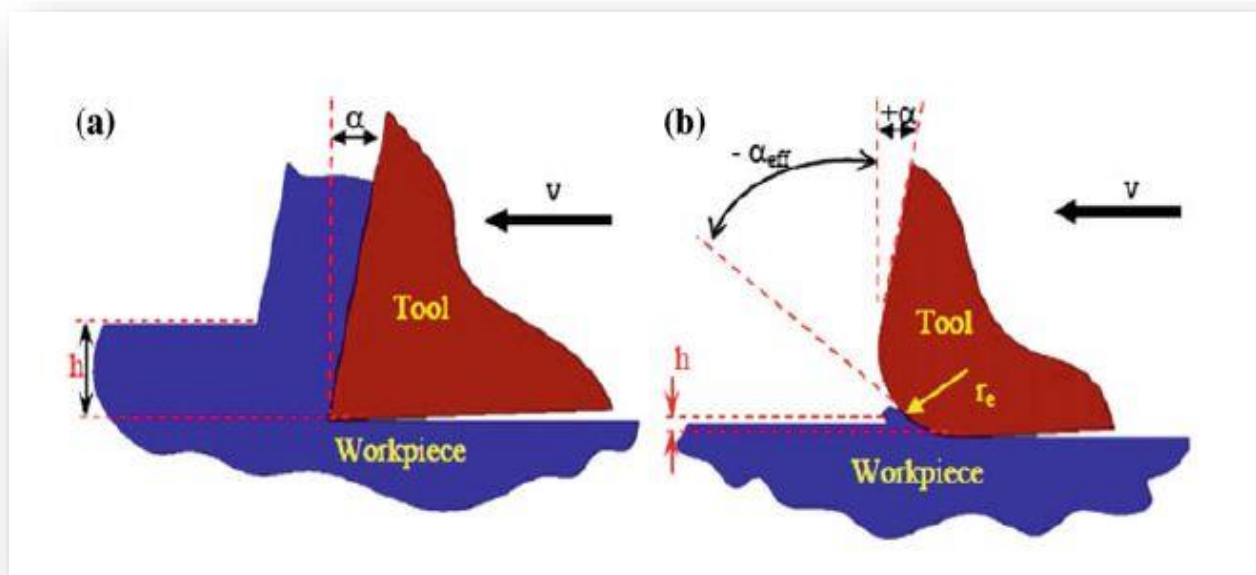 (a)
α
v
h
Tool
Workpiece
(b)
+α
- αeff
v
Tool
h
re
Workpiece